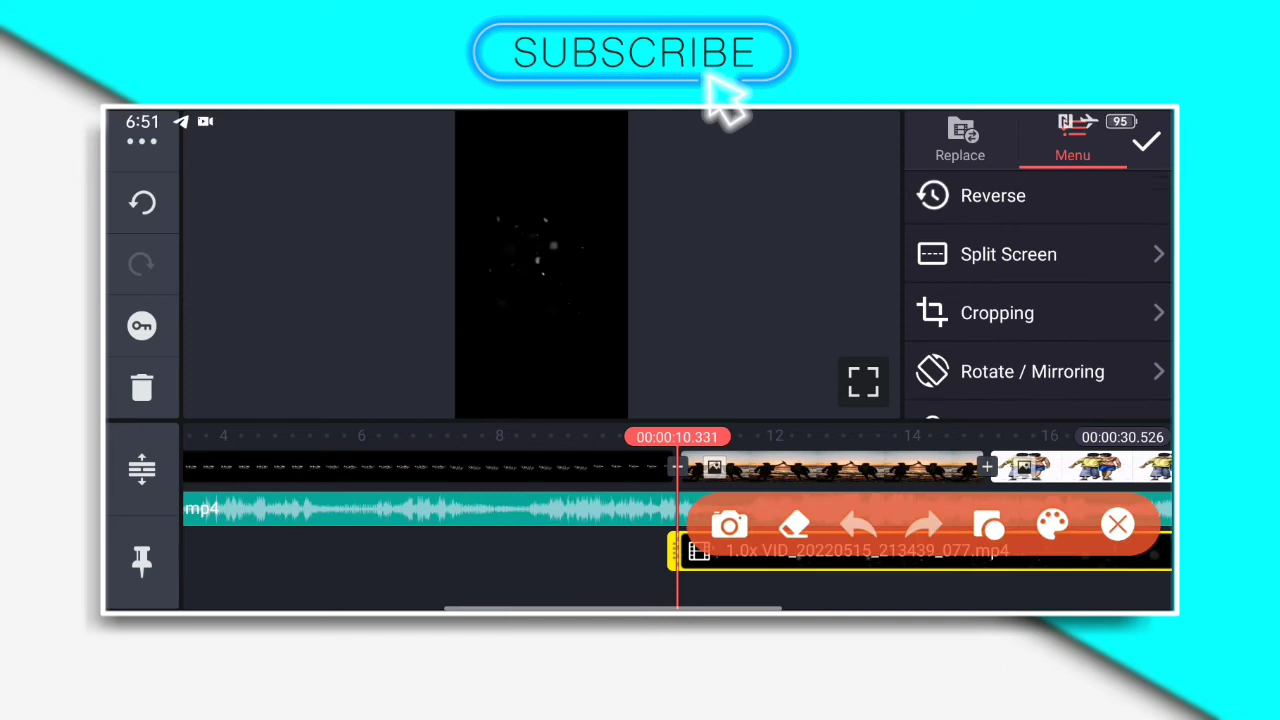 SUBSCRIBE
6:51
95
Replace
Menu
Reverse
Split Screen
Cropping
Rotate / Mirroring
4
6
8
00:00:10.331
12
14
16
00:00:30.526
mp4
1.0x VID_20220515_213439_077.mp4